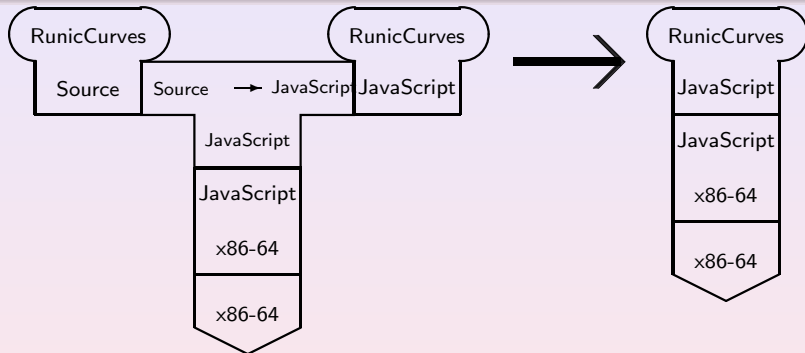 RunicCurves RunicCurves RunicCurves
Source Source → JavaScript JavaScript JavaScript
JavaScript JavaScript
JavaScript x86-64
x86-64 x86-64
x86-64